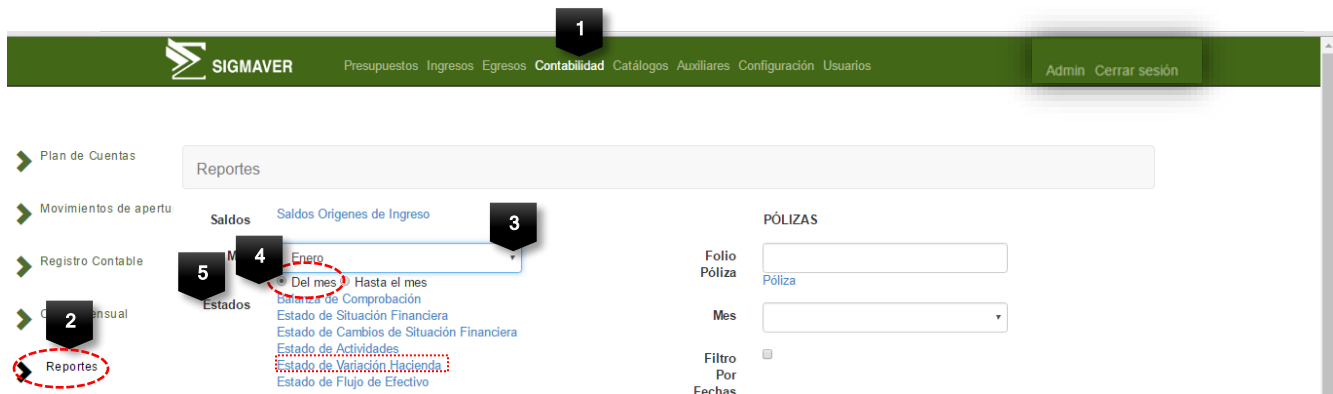 1
SIGMAVER
Presupuestos Ingresos Egresos Contabilidad Catálogos Auxiliares Configuración Usuarios
Admin Cerrar sesión
Plan de Cuentas
Movimientos de apertu
Registro Contable
2
Reportes
Reportes
Saldos
Saldos Orígenes de Ingreso
3
4
Enero
5
Del mes Hasta el mes
Estados
Balanza de Comprobación
Estado de Situación Financiera
Estado de Cambios de Situación Financiera
Estado de Actividades
Estado de Variación Hacienda
Estado de Flujo de Efectivo
PÓLIZAS
Folio
Póliza
Póliza
Mes
Filtro
Por
Fechas